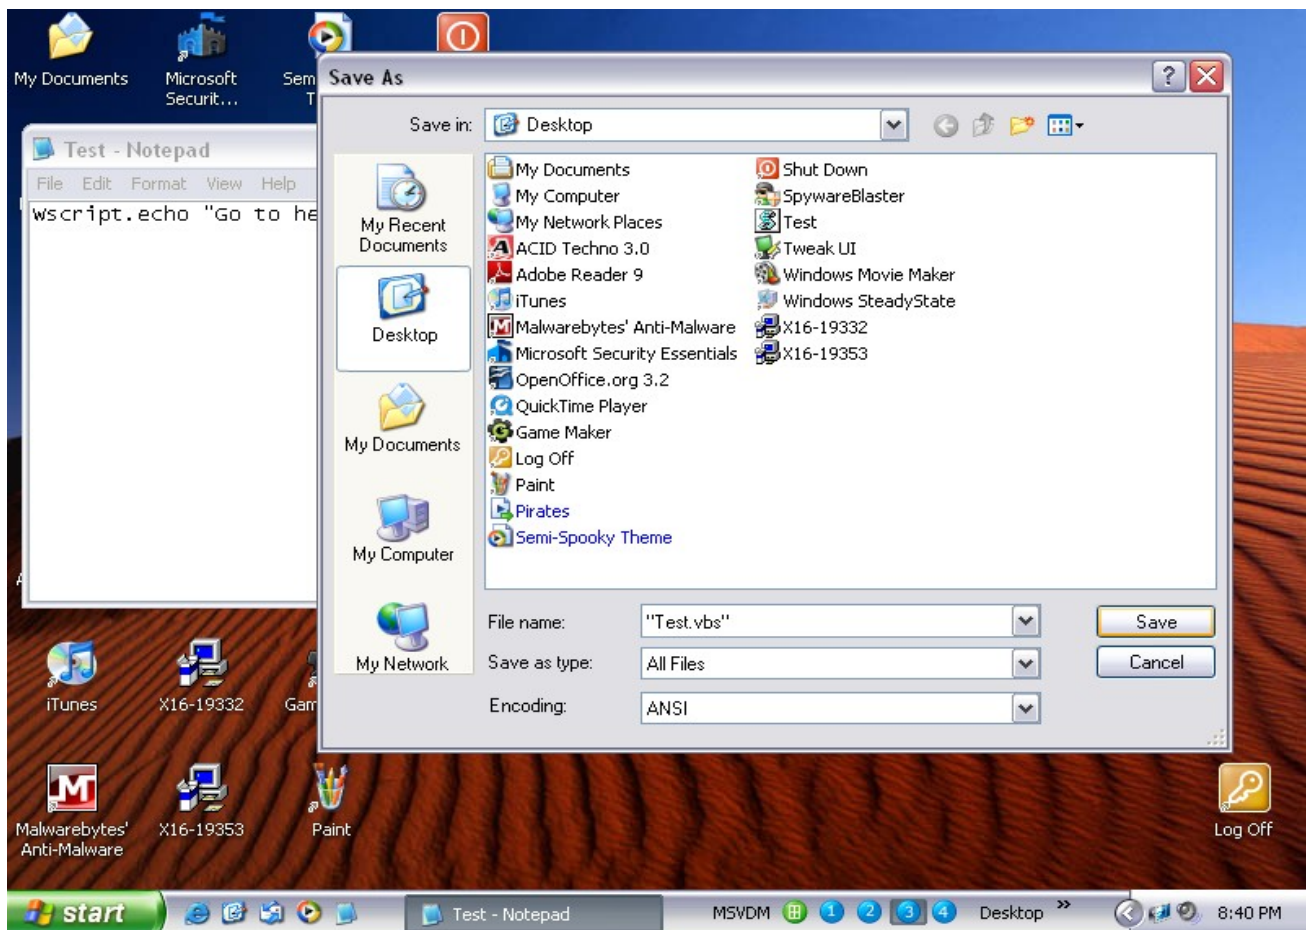 My Documents
Microsoft
Securit...
Sem
T
Save As
Save in:
Desktop
Test - Notepad
File Edit Format View Help
wscript.echo "Go to he
My Recent
Documents
Desktop
My Documents
My Computer
My Network
My Documents
My Computer
My Network Places
ACID Techno 3.0
Adobe Reader 9
iTunes
Malwarebytes' Anti-Malware
Microsoft Security Essentials
OpenOffice.org 3.2
QuickTime Player
Game Maker
Log Off
Paint
Pirates
Semi-Spooky Theme
Shut Down
SpywareBlaster
Test
Tweak UI
Windows Movie Maker
Windows SteadyState
X16-19332
X16-19353
File name:
"Test.vbs"
Save
Save as type:
All Files
Cancel
Encoding:
ANSI
iTunes
X16-19332
Gam
Malwarebytes'
Anti-Malware
X16-19353
Paint
Log Off
start
Test - Notepad
MSVDM
1
2
3
4
Desktop
8:40 PM